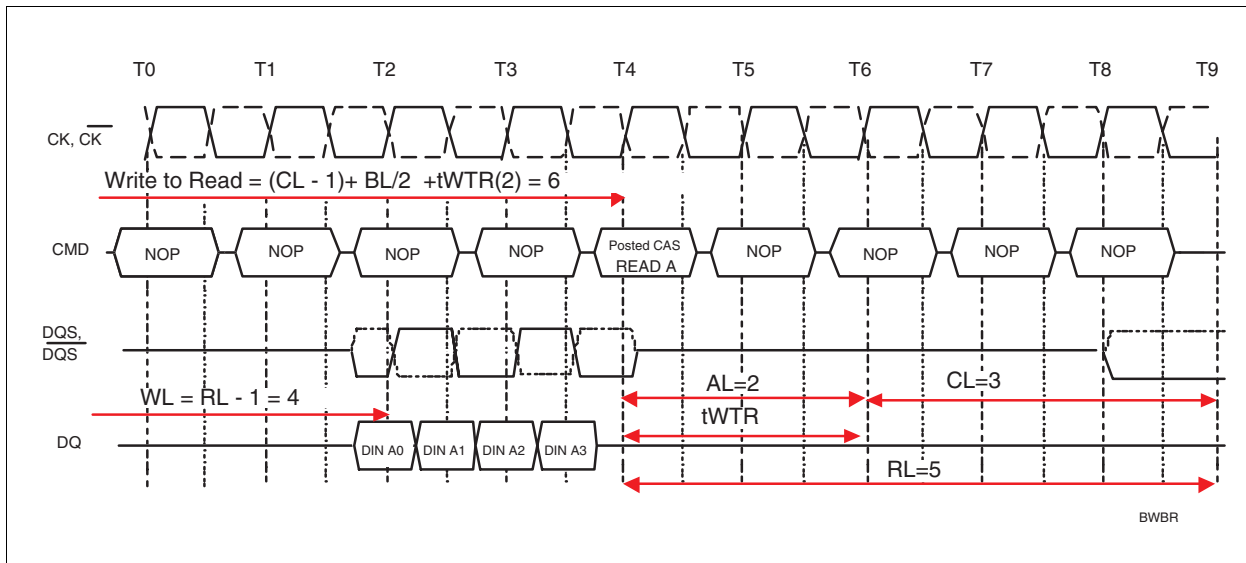 T0 T1 T2 T3 T4 T5 T6 T7 T8 T9
CK, CK
Write to Read = (CL - 1)+ BL/2 +tWTR(2) = 6
CMD NOP NOP NOP NOP Posted CAS READ A NOP NOP NOP NOP
DQS,
DQS
WL = RL - 1 = 4
AL=2
CL=3
tWTR
DQ DIN A0 DIN A1 DIN A2 DIN A3
RL=5
BWBR